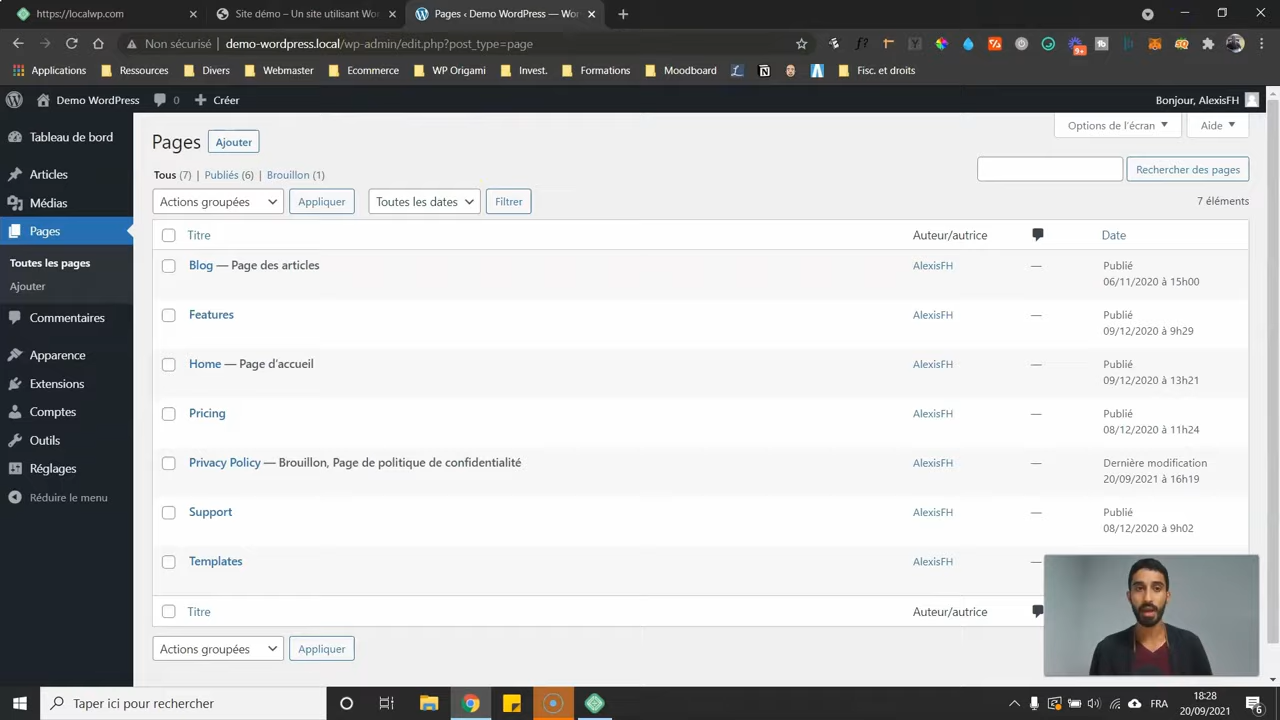 https://localwp.com
Site démo – Un site utilisant Wor
Pages ‹ Demo WordPress — Wor
Non sécurisé
demo-wordpress.local/wp-admin/edit.php?post_type=page
9+
Applications
Ressources
Divers
Webmaster
Ecommerce
WP Origami
Invest.
Formations
Moodboard
Fisc. et droits
Demo WordPress
0
Créer
Bonjour, AlexisFH
Tableau de bord
Articles
Médias
Pages
Toutes les pages
Ajouter
Commentaires
Apparence
Extensions
Comptes
Outils
Réglages
Réduire le menu
Options de l’écran
Aide
Pages
Ajouter
Tous (7) | Publiés (6) | Brouillon (1)
Rechercher des pages
Actions groupées
Appliquer
Toutes les dates
Filtrer
7 éléments
Titre
Auteur/autrice
Date
Blog — Page des articles
AlexisFH
—
Publié
06/11/2020 à 15h00
Features
AlexisFH
—
Publié
09/12/2020 à 9h29
Home — Page d’accueil
AlexisFH
—
Publié
09/12/2020 à 13h21
Pricing
AlexisFH
—
Publié
08/12/2020 à 11h24
Privacy Policy — Brouillon, Page de politique de confidentialité
AlexisFH
—
Dernière modification
20/09/2021 à 16h19
Support
AlexisFH
—
Publié
08/12/2020 à 9h02
Templates
AlexisFH
—
Titre
Auteur/autrice
Actions groupées
Appliquer
Taper ici pour rechercher
FRA
18:28
20/09/2021
6